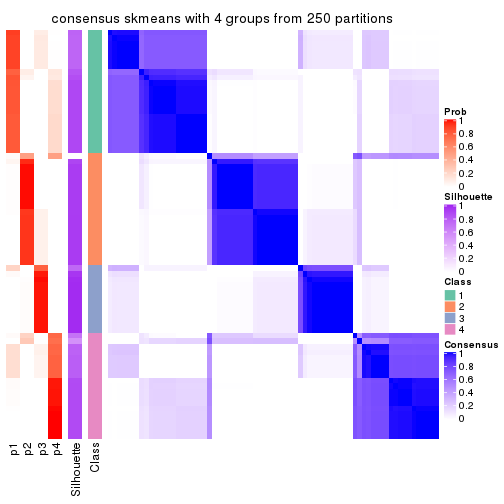 consensus skmeans with 4 groups from 250 partitions
Prob
1
0.8
0.6
0.4
0.2
0
Silhouette
1
0.8
0.6
0.4
0.2
0
Class
1
2
3
4
Consensus
1
0.8
0.6
0.4
0.2
0
p1
p2
p3
p4
Silhouette
Class